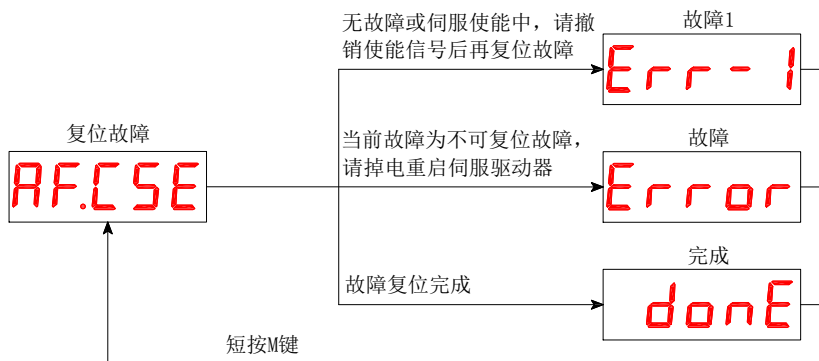 无故障或伺服使能中，请撤
销使能信号后再复位故障
故障1
Err-1
复位故障
AF.CSE
当前故障为不可复位故障，
请掉电重启伺服驱动器
故障
Error
完成
故障复位完成
donE
短按M键